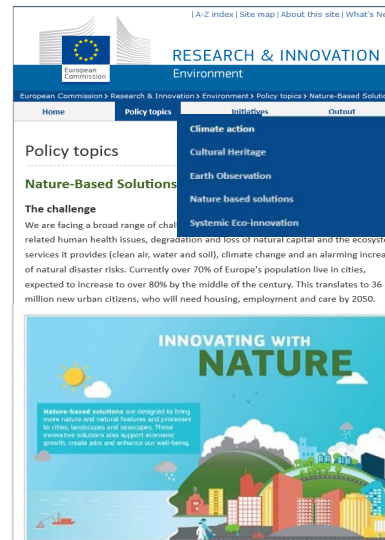 | A-Z index | Site map | About this site | What's Ne
European
Commission
RESEARCH & INNOVATION
Environment
European Commission > Research & Innovation > Environment > Policy topics > Nature-Based Solutio
Home Policy topics Initiatives Output
Climate action
Cultural Heritage
Earth Observation
Nature based solutions
Systemic Eco-innovation
Policy topics
Nature-Based Solutions
The challenge
We are facing a broad range of chall
related human health issues, degradation and loss of natural capital and the ecosyste
services it provides (clean air, water and soil), climate change and an alarming increa
of natural disaster risks. Currently over 70% of Europe's population live in cities,
expected to increase to over 80% by the middle of the century. This translates to 36
million new urban citizens, who will need housing, employment and care by 2050.
INNOVATING WITH
NATURE
Nature-based solutions are designed to bring
more nature and natural features and processes
to cities, landscapes and seascapes. These
innovative solutions also support economic
growth, create jobs and enhance our well-being.